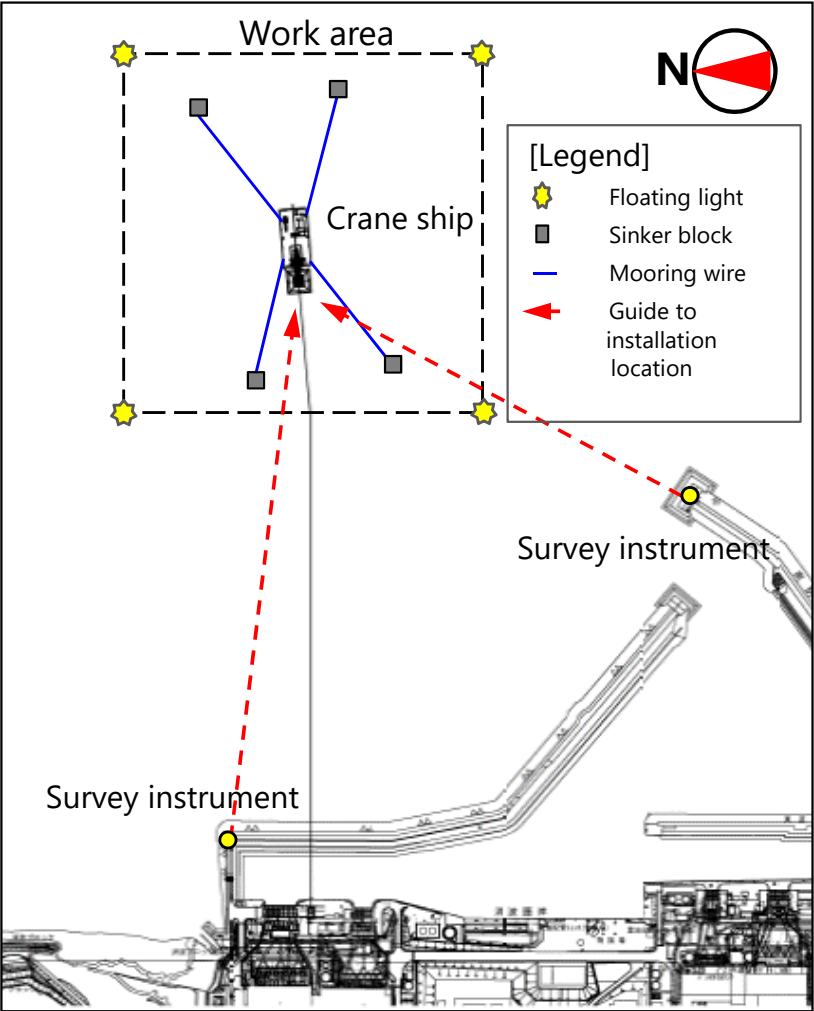 Work area
N
[Legend]
Floating light
Sinker block
Mooring wire
Guide to
installation
location
Crane ship
Survey instrument
Survey instrument